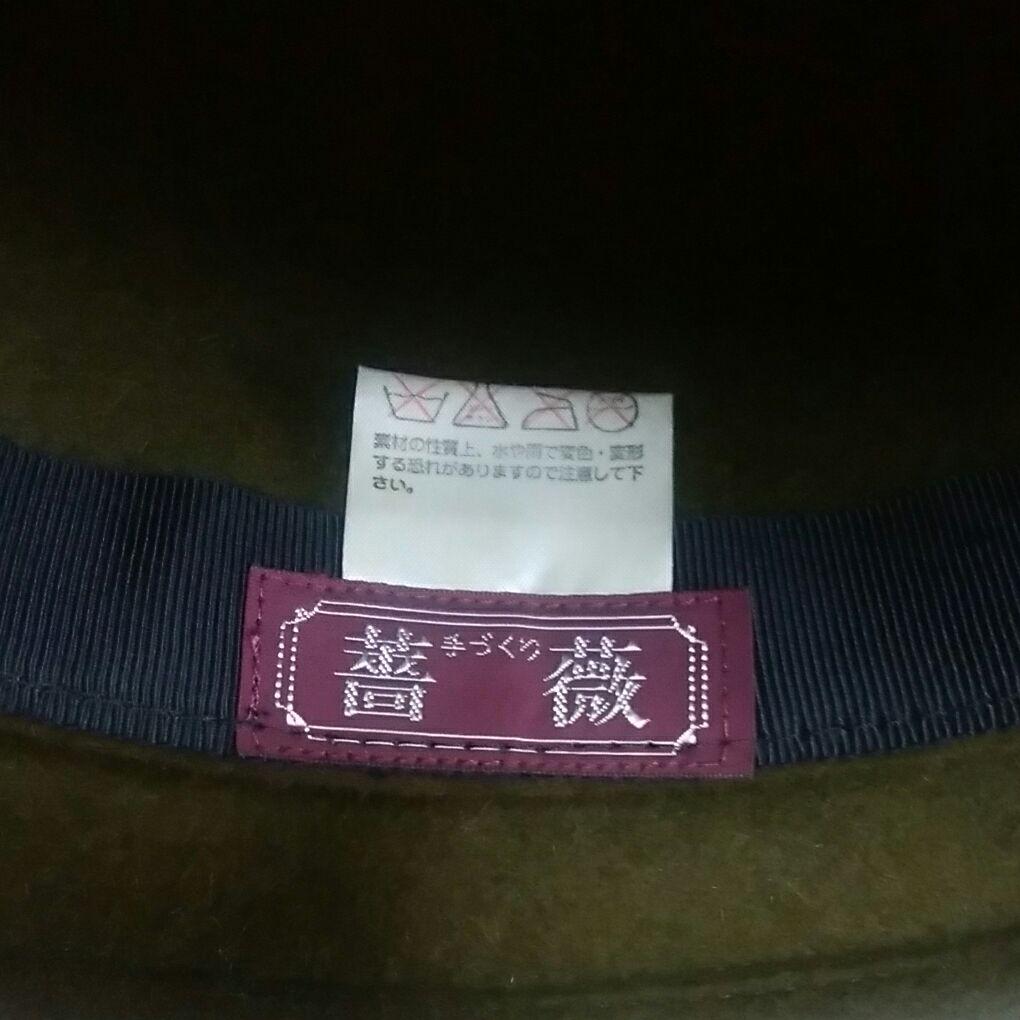 素材の性質上、水や雨で変色・変形
する恐れがありますので注意して下
さい。
薔手づくり薇